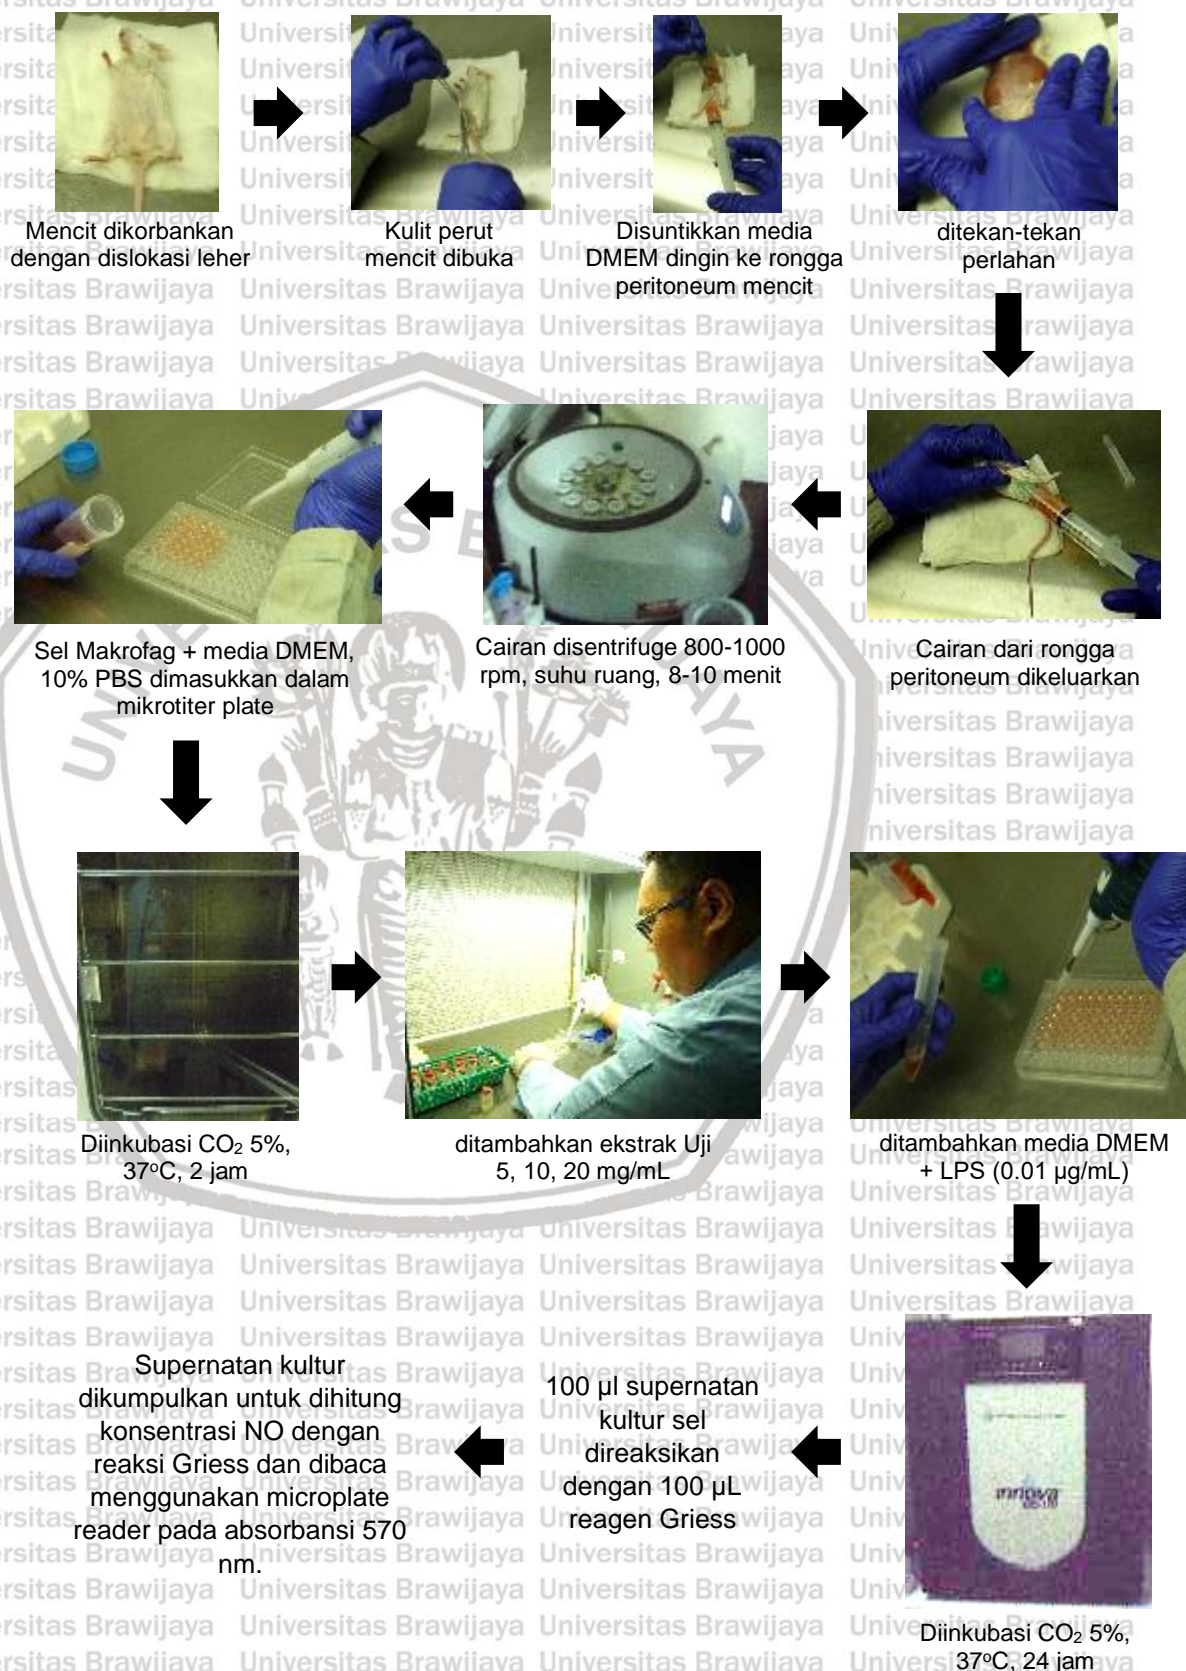 Mencit dikorbankan
dengan dislokasi leher
Kulit perut
mencit dibuka
Disuntikkan media
DMEM dingin ke rongga
peritoneum mencit
ditekan-tekan
perlahan
Cairan dari rongga
peritoneum dikeluarkan
Cairan disentrifuge 800-1000
rpm, suhu ruang, 8-10 menit
Sel Makrofag + media DMEM,
10% PBS dimasukkan dalam
mikrotiter plate
Diinkubasi CO₂ 5%,
37°C, 2 jam
ditambahkan ekstrak Uji
5, 10, 20 mg/mL
ditambahkan media DMEM
+ LPS (0.01 µg/mL)
Diinkubasi CO₂ 5%,
37°C, 24 jam
100 µl supernatan
kultur sel
direaksikan
dengan 100 µL
reagen Griess
Supernatan kultur
dikumpulkan untuk dihitung
konsentrasi NO dengan
reaksi Griess dan dibaca
menggunakan microplate
reader pada absorbansi 570
nm.
Universitas Brawijaya